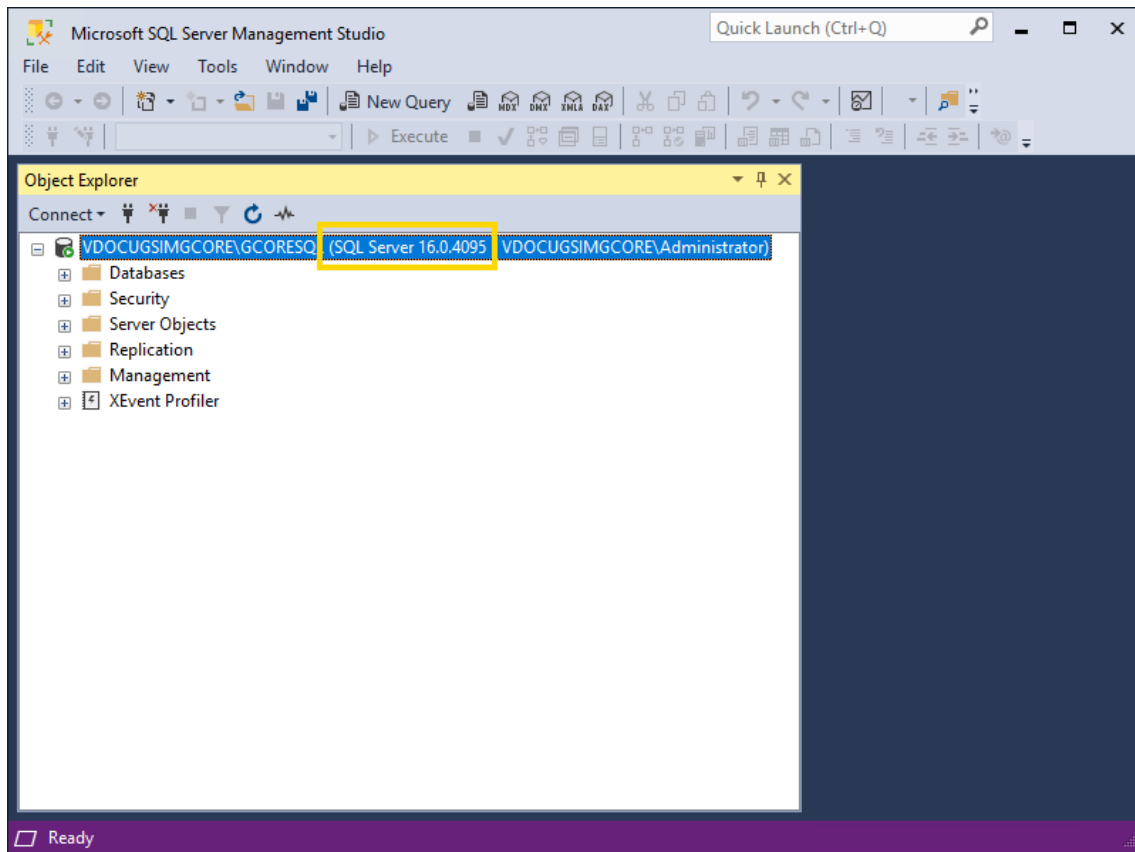 Microsoft SQL Server Management Studio
Quick Launch (Ctrl+Q)
File Edit View Tools Window Help
New Query MDX DMX XMLA DAX
Execute
Object Explorer
Connect
VDOCUGSIMGCORE\GCORESQ (SQL Server 16.0.4095 VDOCUGSIMGCORE\Administrator)
Databases
Security
Server Objects
Replication
Management
XEvent Profiler
Ready